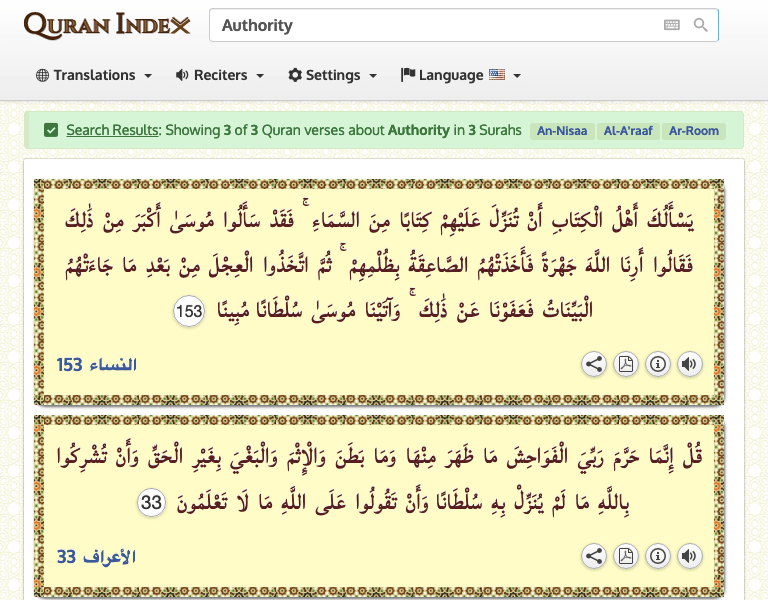 QURAN INDEX
Authority
Translations Reciters Settings Language
Search Results: Showing 3 of 3 Quran verses about Authority in 3 Surahs An-Nisaa Al-A'raaf Ar-Room
يَسْأَلُكَ أَهْلُ الْكِتَابِ أَنْ تُنَزِّلَ عَلَيْهِمْ كِتَابًا مِنَ السَّمَاءِ ۚ فَقَدْ سَأَلُوا مُوسَىٰ أَكْبَرَ مِنْ ذَٰلِكَ
فَقَالُوا أَرِنَا اللَّهَ جَهْرَةً فَأَخَذَتْهُمُ الصَّاعِقَةُ بِظُلْمِهِمْ ۚ ثُمَّ اتَّخَذُوا الْعِجْلَ مِنْ بَعْدِ مَا جَاءَتْهُمُ
الْبَيِّنَاتُ فَعَفَوْنَا عَنْ ذَٰلِكَ ۚ وَآتَيْنَا مُوسَىٰ سُلْطَانًا مُبِينًا 153
النساء 153
قُلْ إِنَّمَا حَرَّمَ رَبِّيَ الْفَوَاحِشَ مَا ظَهَرَ مِنْهَا وَمَا بَطَنَ وَالْإِثْمَ وَالْبَغْيَ بِغَيْرِ الْحَقِّ وَأَنْ تُشْرِكُوا
بِاللَّهِ مَا لَمْ يُنَزِّلْ بِهِ سُلْطَانًا وَأَنْ تَقُولُوا عَلَى اللَّهِ مَا لَا تَعْلَمُونَ 33
الأعراف 33